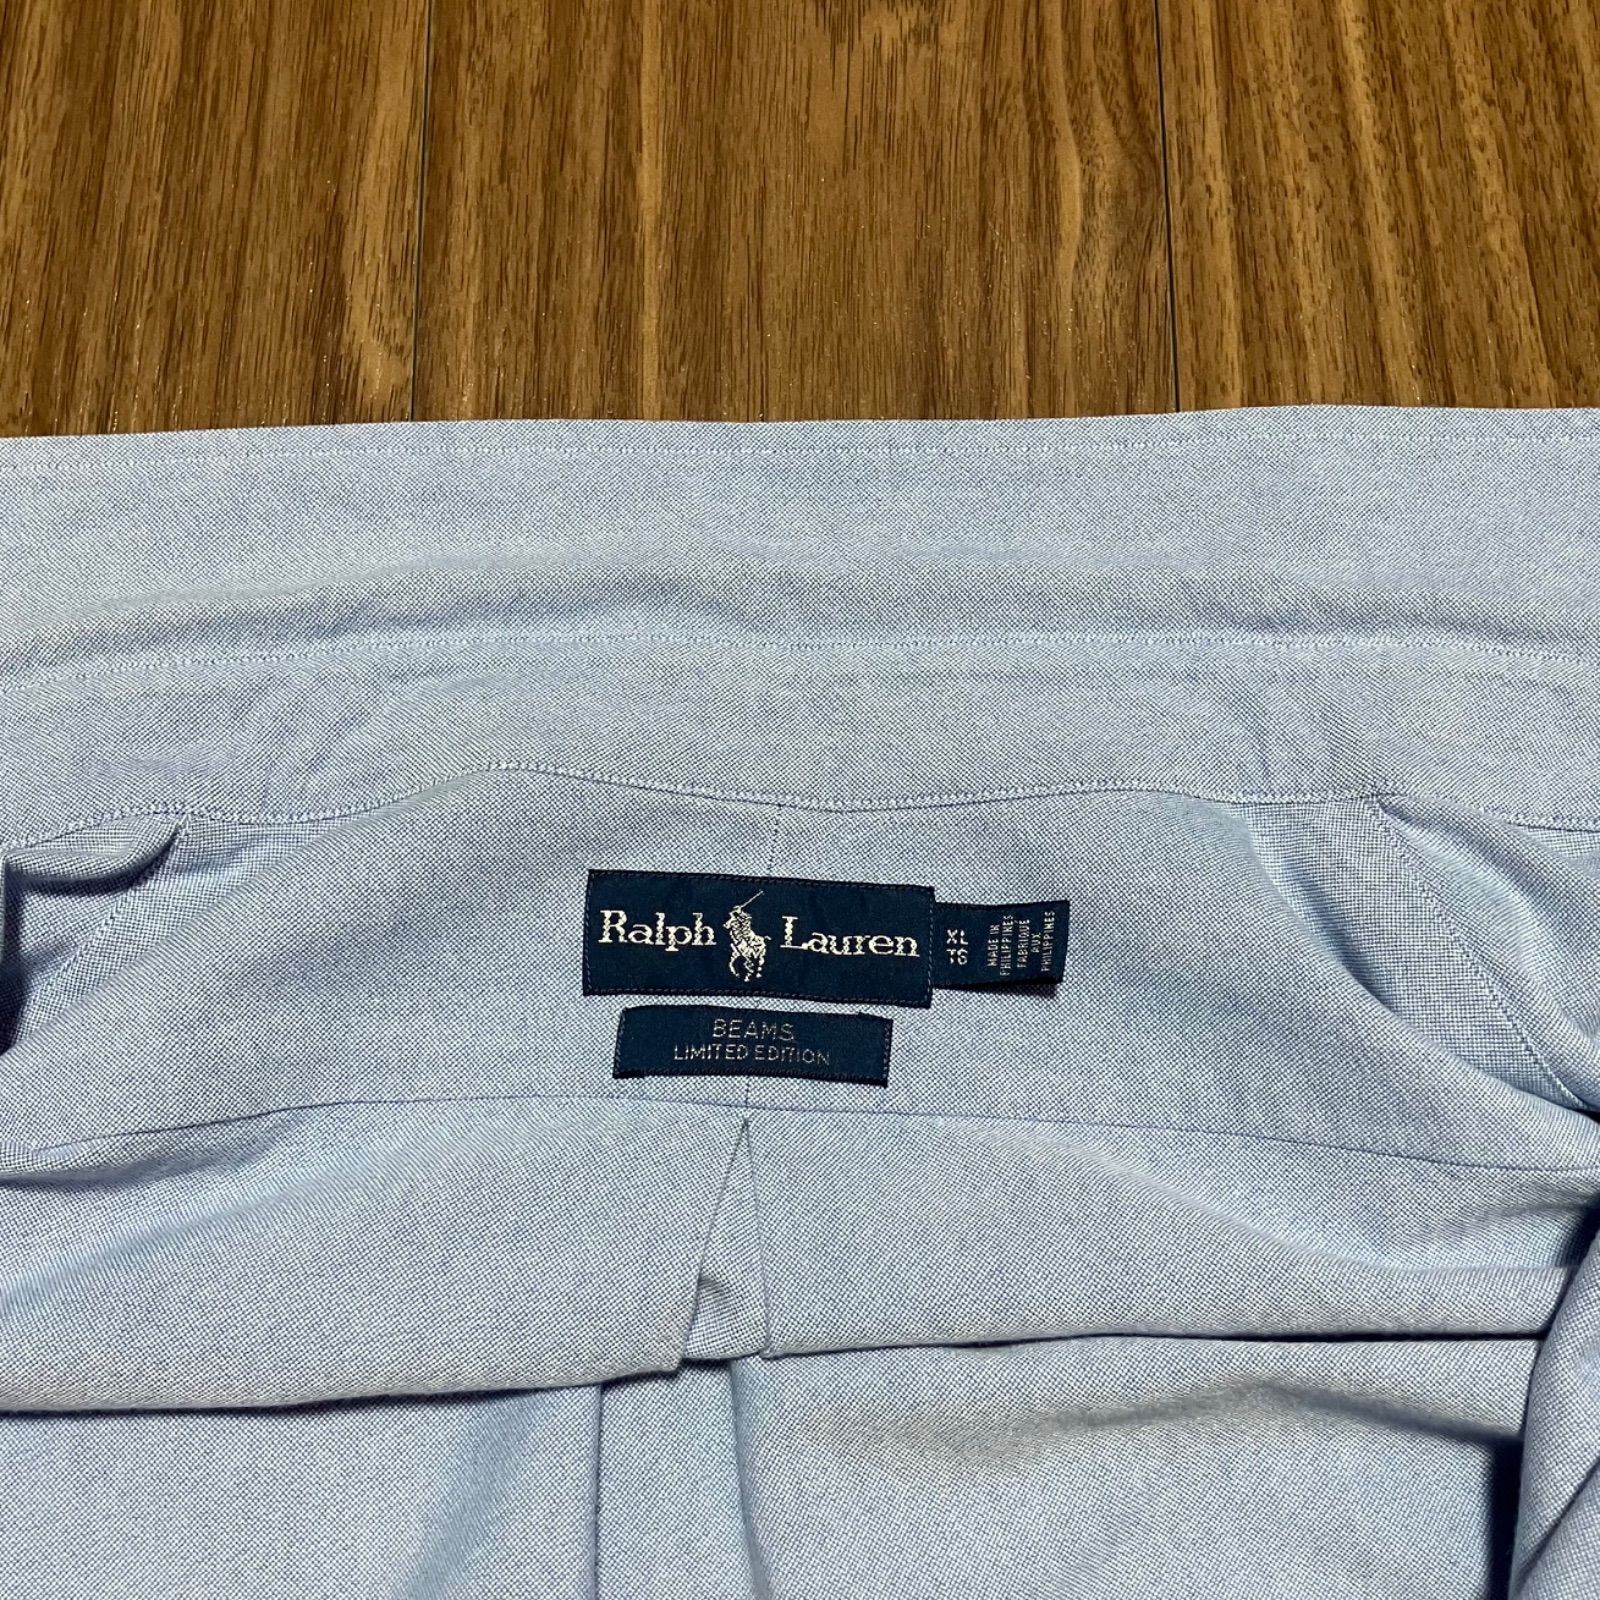 Ralph Lauren
XL
TG
MADE IN
PHILIPPINES
FABRIQUÉ
AUX
PHILIPPINES
BEAMS
LIMITED EDITION